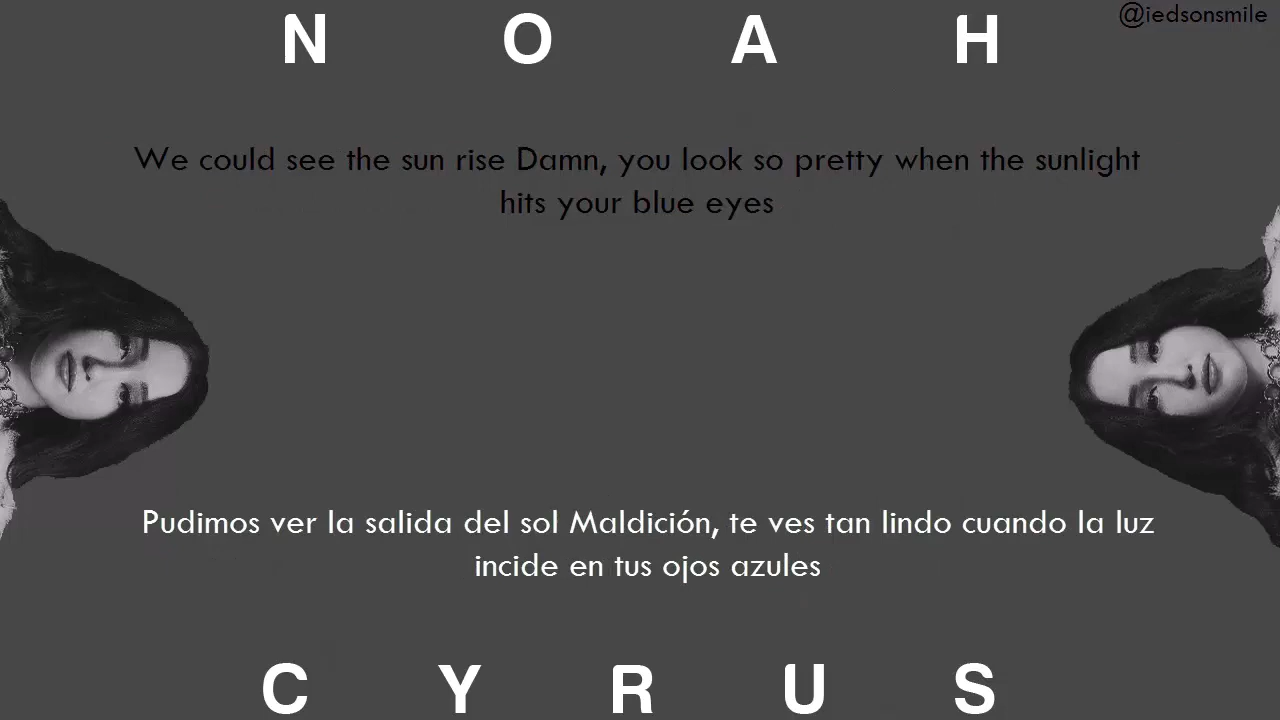 @iedsonsmile
N O A H
We could see the sun rise Damn, you look so pretty when the sunlight
hits your blue eyes
Pudimos ver la salida del sol Maldición, te ves tan lindo cuando la luz
incide en tus ojos azules
C Y R U S